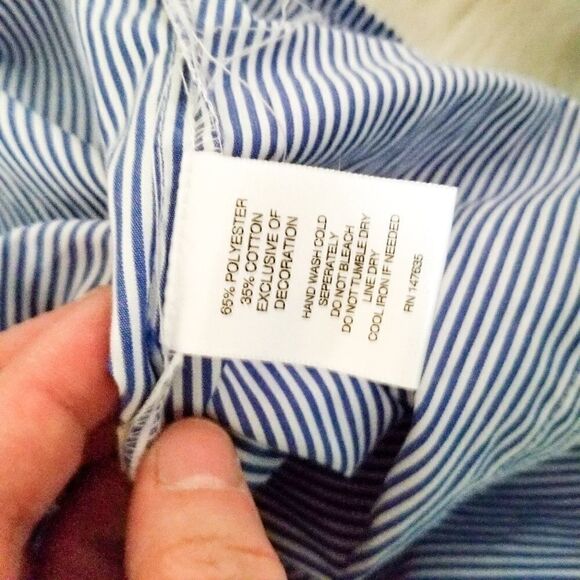 65% POLYESTER
35% COTTON
EXCLUSIVE OF
DECORATION
HAND WASH COLD
SEPERATELY
DO NOT BLEACH
DO NOT TUMBLE DRY
LINE DRY
COOL IRON IF NEEDED
RN 147635